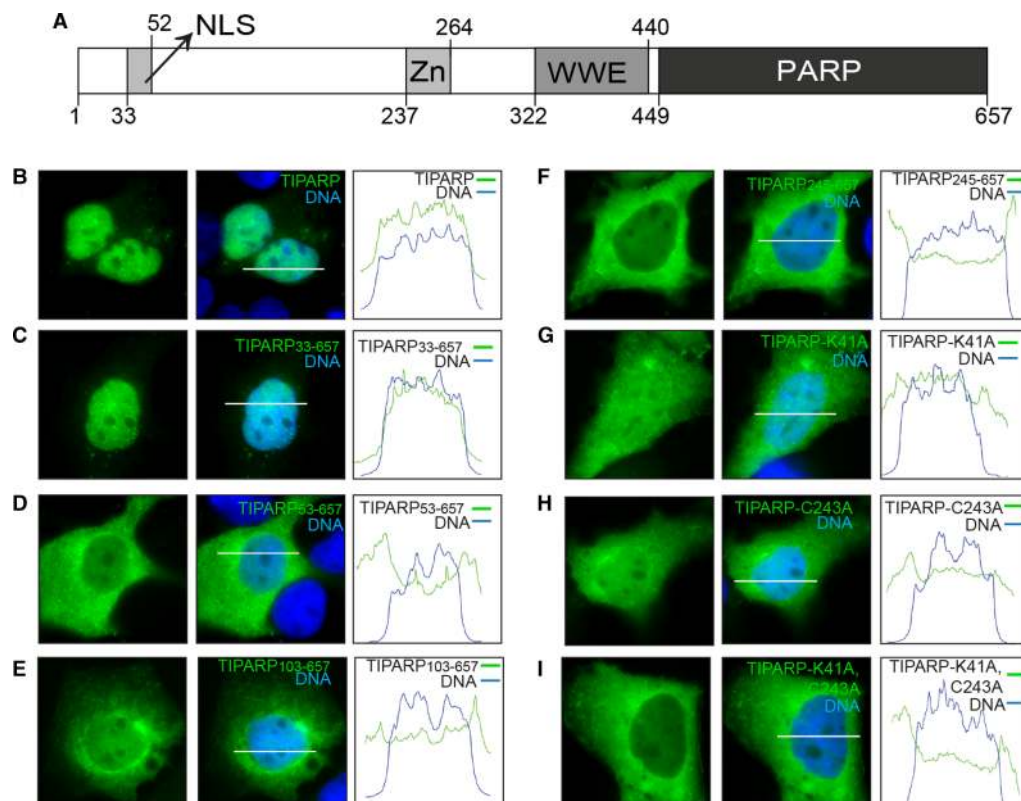 A
52
NLS
264
440
Zn
WWE
PARP
1
33
237
322
449
657
B
TIPARP
DNA
TIPARP
DNA
C
TIPARP33-657
DNA
TIPARP33-657
DNA
D
TIPARP53-657
DNA
TIPARP53-657
DNA
E
TIPARP103-657
DNA
TIPARP103-657
DNA
F
TIPARP245-657
DNA
TIPARP245-657
DNA
G
TIPARP-K41A
DNA
TIPARP-K41A
DNA
H
TIPARP-C243A
DNA
TIPARP-C243A
DNA
I
TIPARP-K41A,
C243A
DNA
TIPARP-K41A,
C243A
DNA